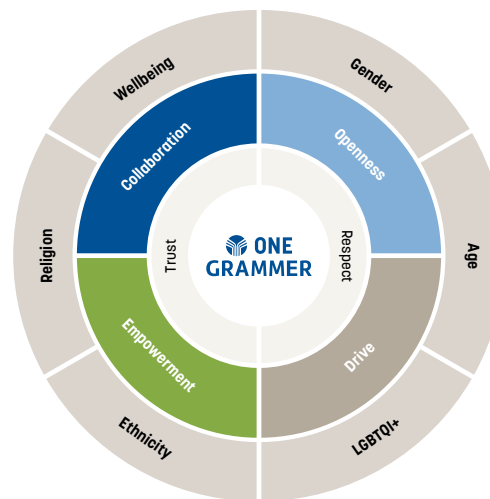 Wellbeing
Gender
Collaboration
Openness
Religion
Trust
ONE
GRAMMER
Respect
Age
Empowerment
Drive
Ethnicity
LGBTQI+